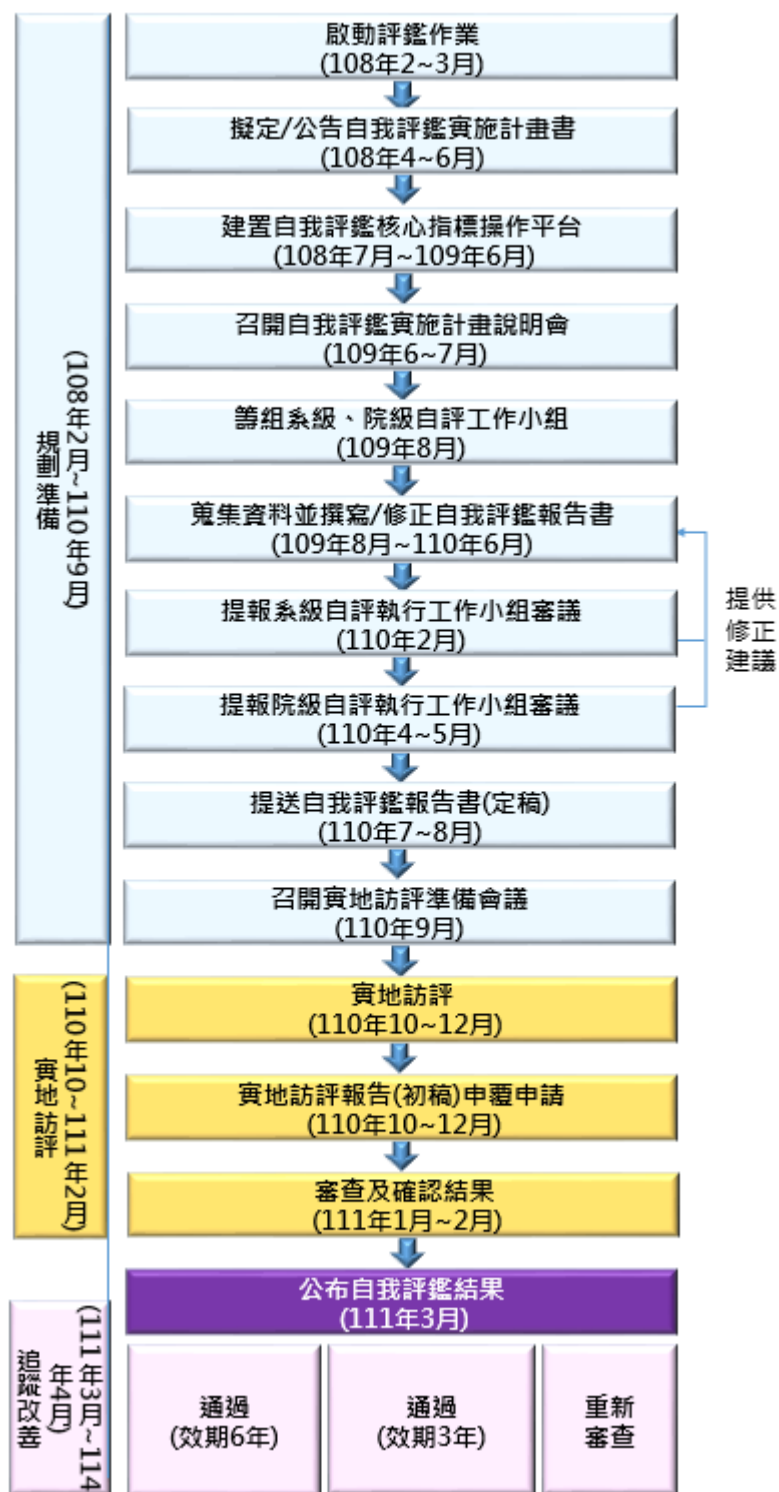 啟動評鑑作業
(108年2~3月)
擬定/公告自我評鑑實施計畫書
(108年4~6月)
建置自我評鑑核心指標操作平台
(108年7月~109年6月)
召開自我評鑑實施計畫說明會
(109年6~7月)
籌組系級、院級自評工作小組
(109年8月)
蒐集資料並撰寫/修正自我評鑑報告書
(109年8月~110年6月)
提報系級自評執行工作小組審議
(110年2月)
提報院級自評執行工作小組審議
(110年4~5月)
提送自我評鑑報告書(定稿)
(110年7~8月)
召開實地訪評準備會議
(110年9月)
(108年2月~110年9月)
規劃準備
提供
修正
建議
實地訪評
(110年10~12月)
實地訪評報告(初稿)申覆申請
(110年10~12月)
審查及確認結果
(111年1月~2月)
(110年10~111年2月)
實地訪評
公布自我評鑑結果
(111年3月)
(111年3月~114
年4月)
追蹤改善
通過
(效期6年)
通過
(效期3年)
重新
審查